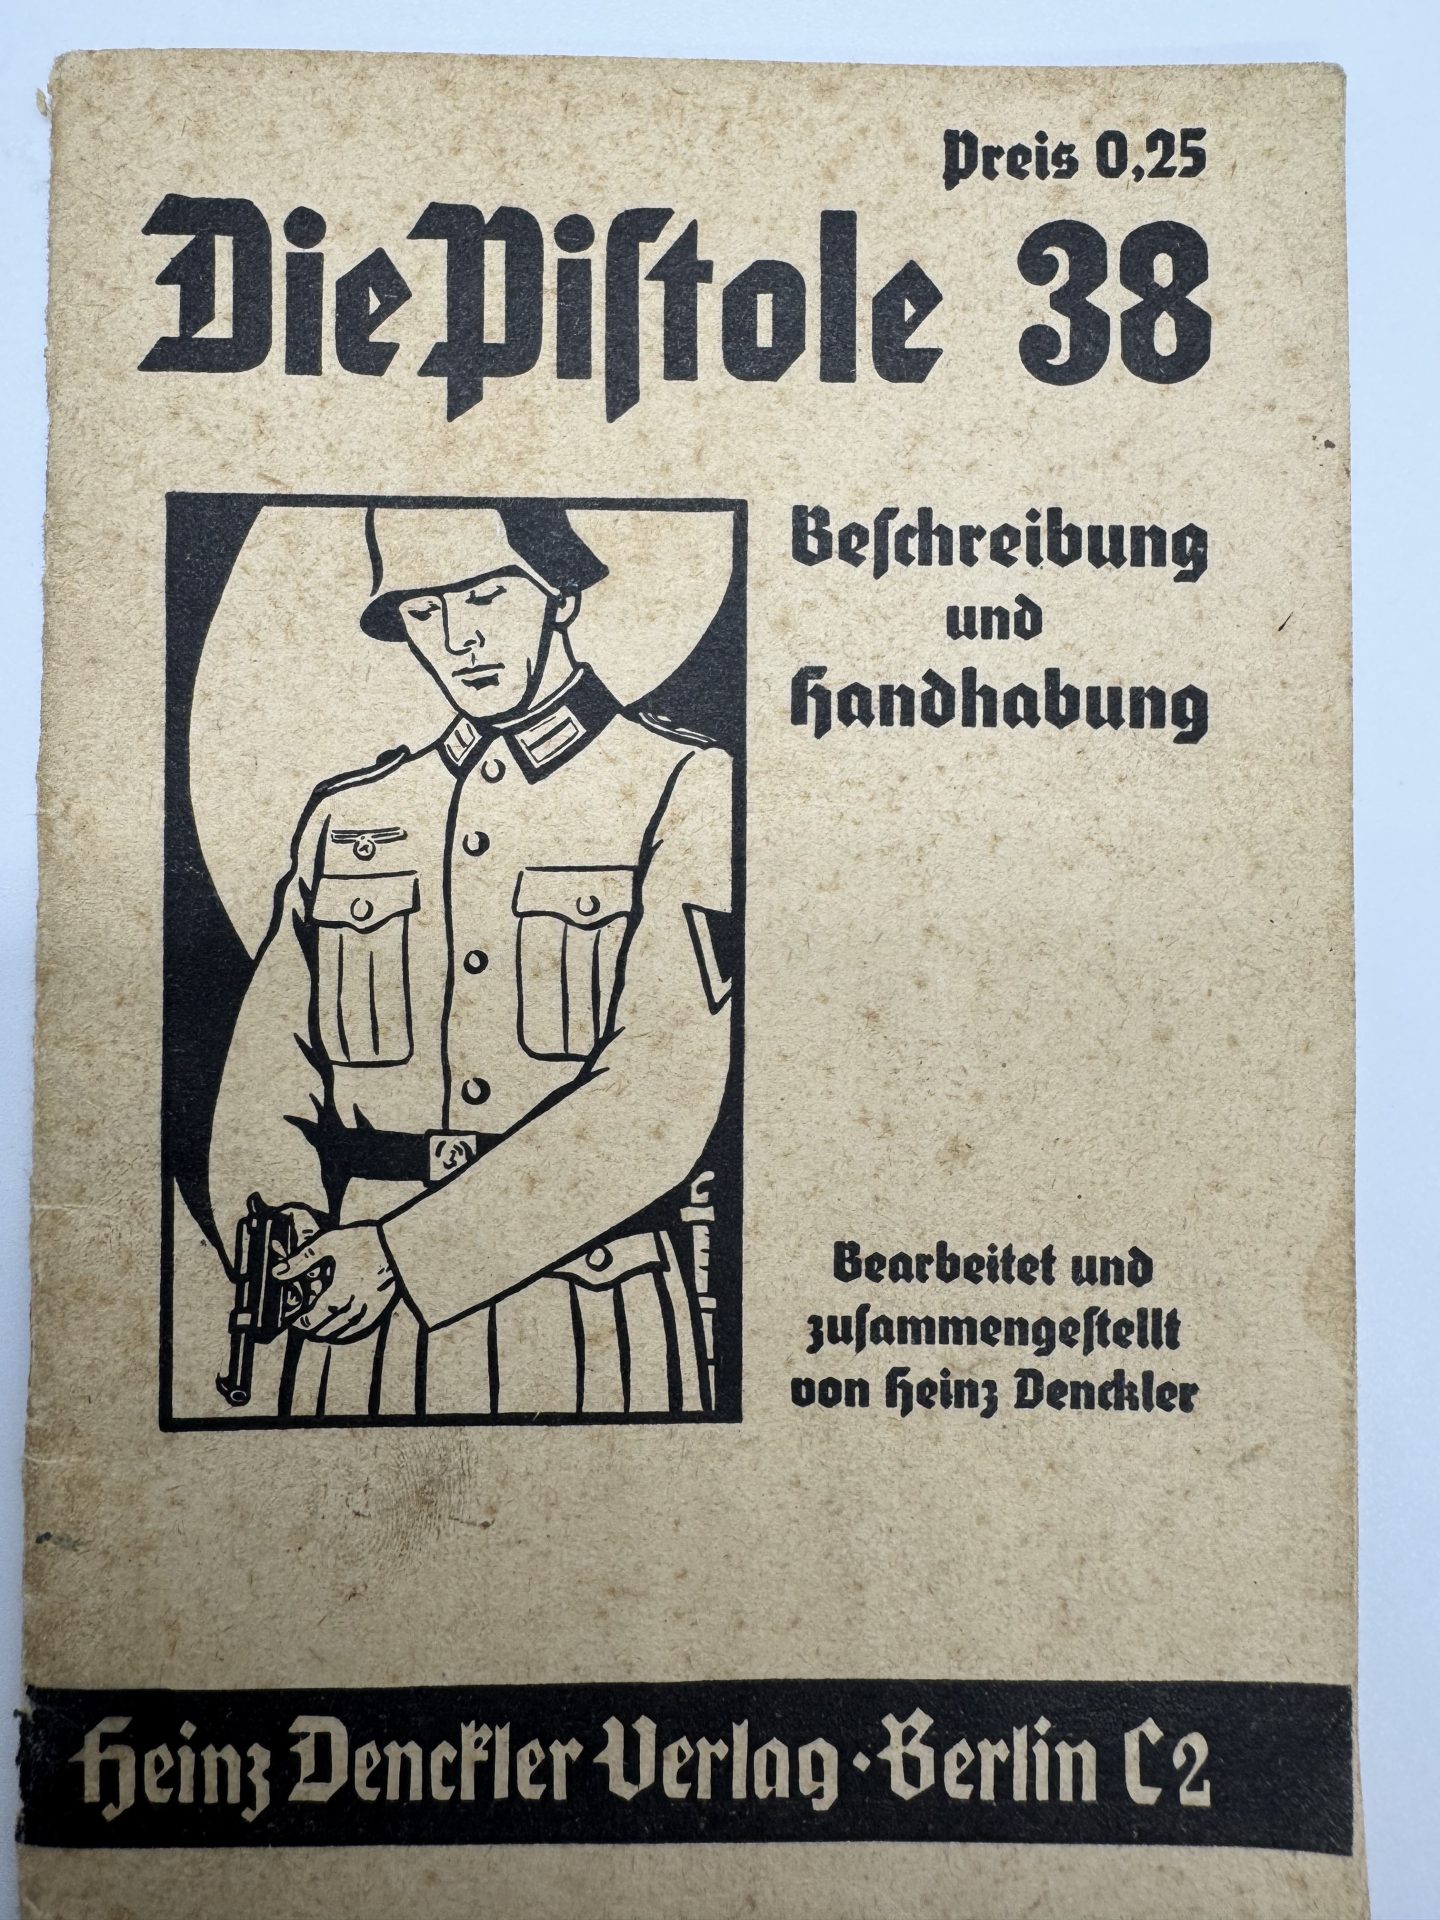 Preis 0,25
Die Piſtole 38
Beſchreibung
und
Handhabung
Bearbeitet und
zuſammengeſtellt
von Heinz Denckler
Heinz Denckler Verlag · Berlin C2